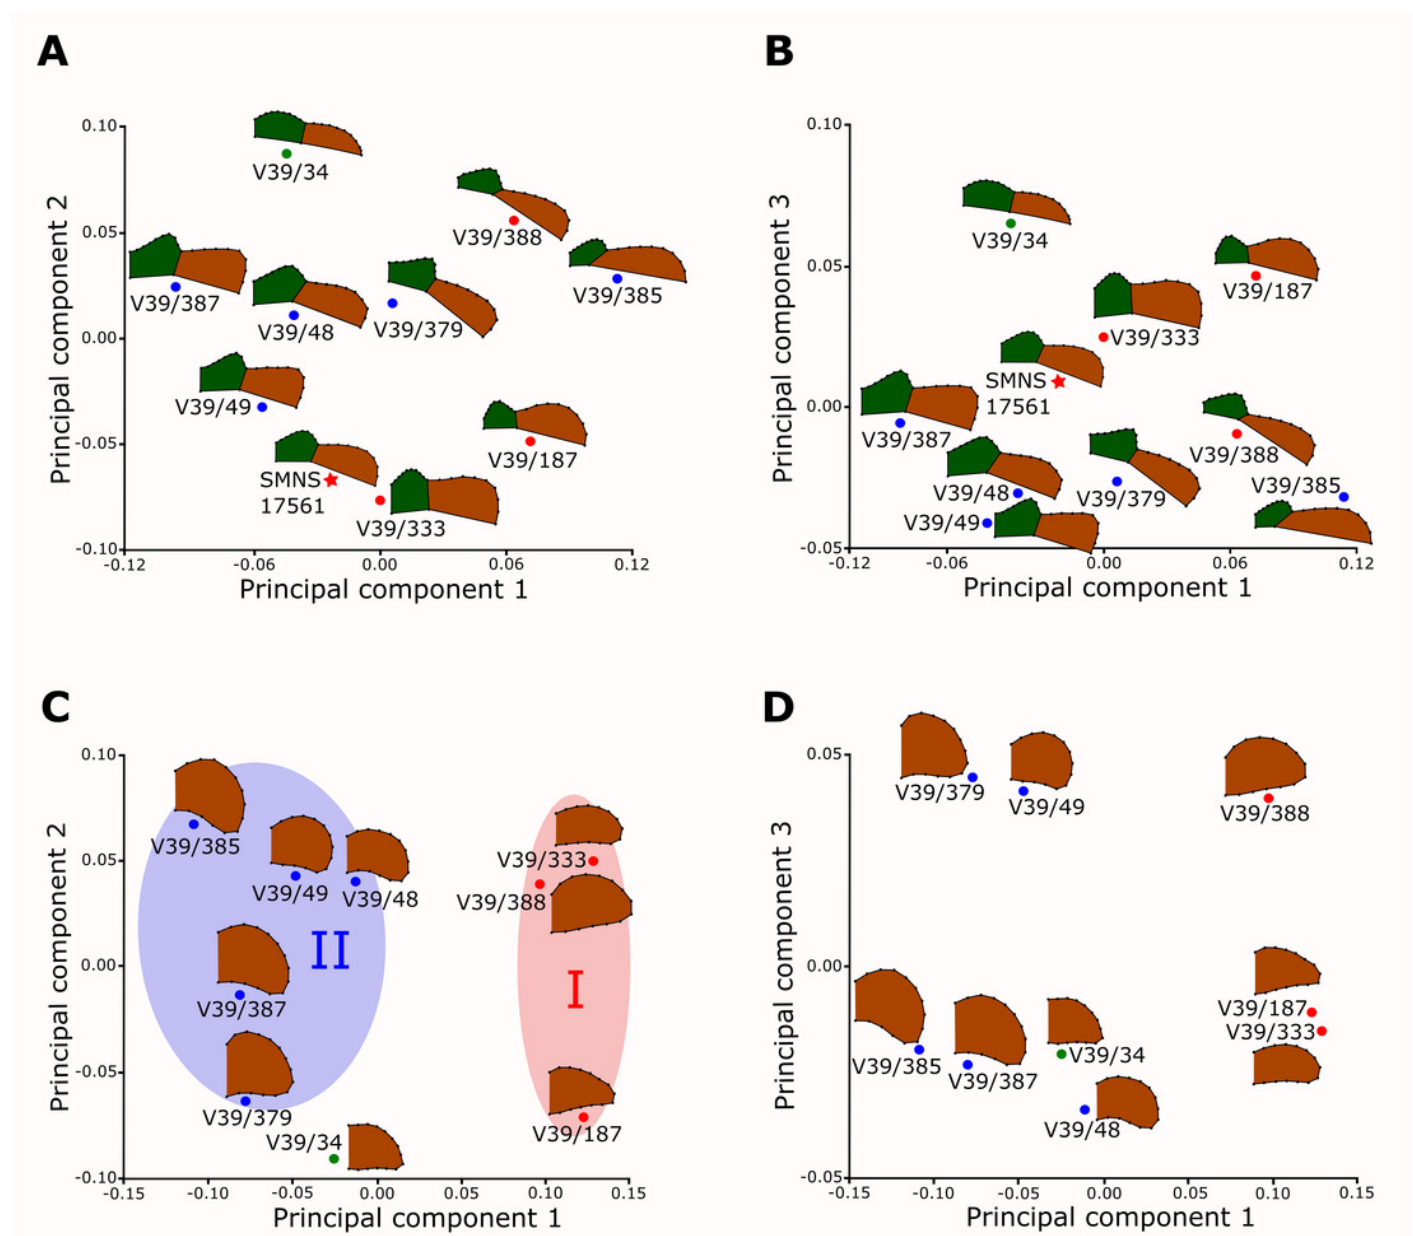 A
Principal component 2
0.10
0.05
0.00
-0.05
-0.10
V39/34
V39/388
V39/385
V39/387
V39/48
V39/379
V39/49
V39/187
SMNS
17561
V39/333
-0.12
-0.06
0.00
0.06
0.12
Principal component 1
B
Principal component 3
0.10
0.05
0.00
-0.05
V39/34
V39/187
V39/333
SMNS
17561
V39/387
V39/388
V39/385
V39/48
V39/379
V39/49
-0.12
-0.06
0.00
0.06
0.12
Principal component 1
C
Principal component 2
0.10
0.05
0.00
-0.05
-0.10
V39/385
V39/49
V39/48
V39/333
V39/388
II
I
V39/387
V39/379
V39/34
V39/187
-0.15
-0.10
-0.05
0.00
0.05
0.10
0.15
Principal component 1
D
Principal component 3
0.05
0.00
-0.05
V39/379
V39/49
V39/388
V39/187
V39/333
V39/385
V39/387
V39/34
V39/48
-0.15
-0.10
-0.05
0.00
0.05
0.10
0.15
Principal component 1